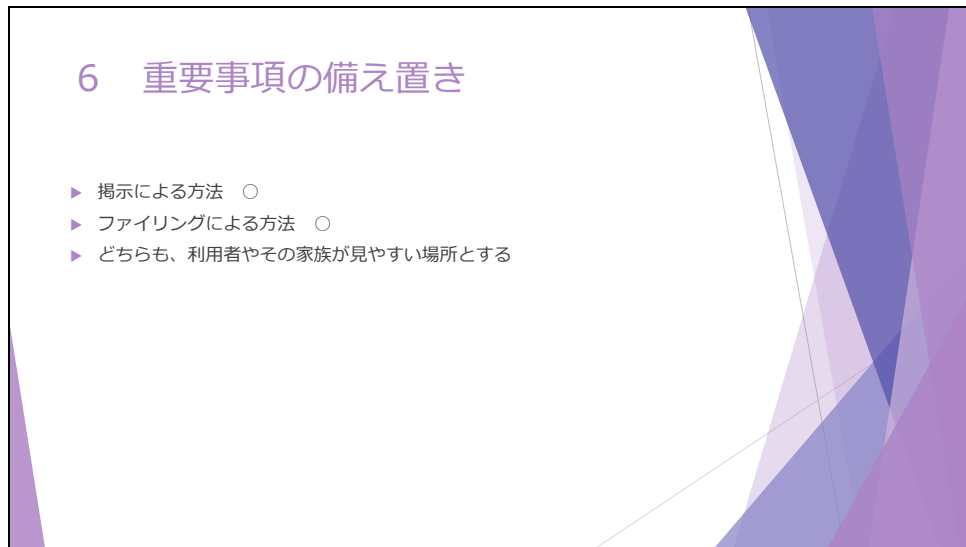 6　重要事項の備え置き
掲示による方法　○
ファイリングによる方法　○
どちらも、利用者やその家族が見やすい場所とする